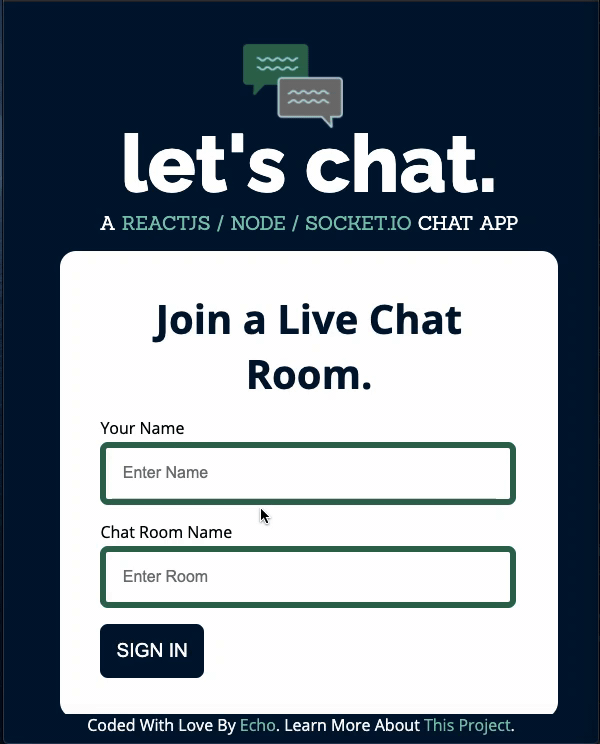 let's chat.
A REACTJS / NODE / SOCKET.IO CHAT APP
Join a Live Chat
Room.
Your Name
Enter Name
Chat Room Name
Enter Room
SIGN IN
Coded With Love By Echo. Learn More About This Project.